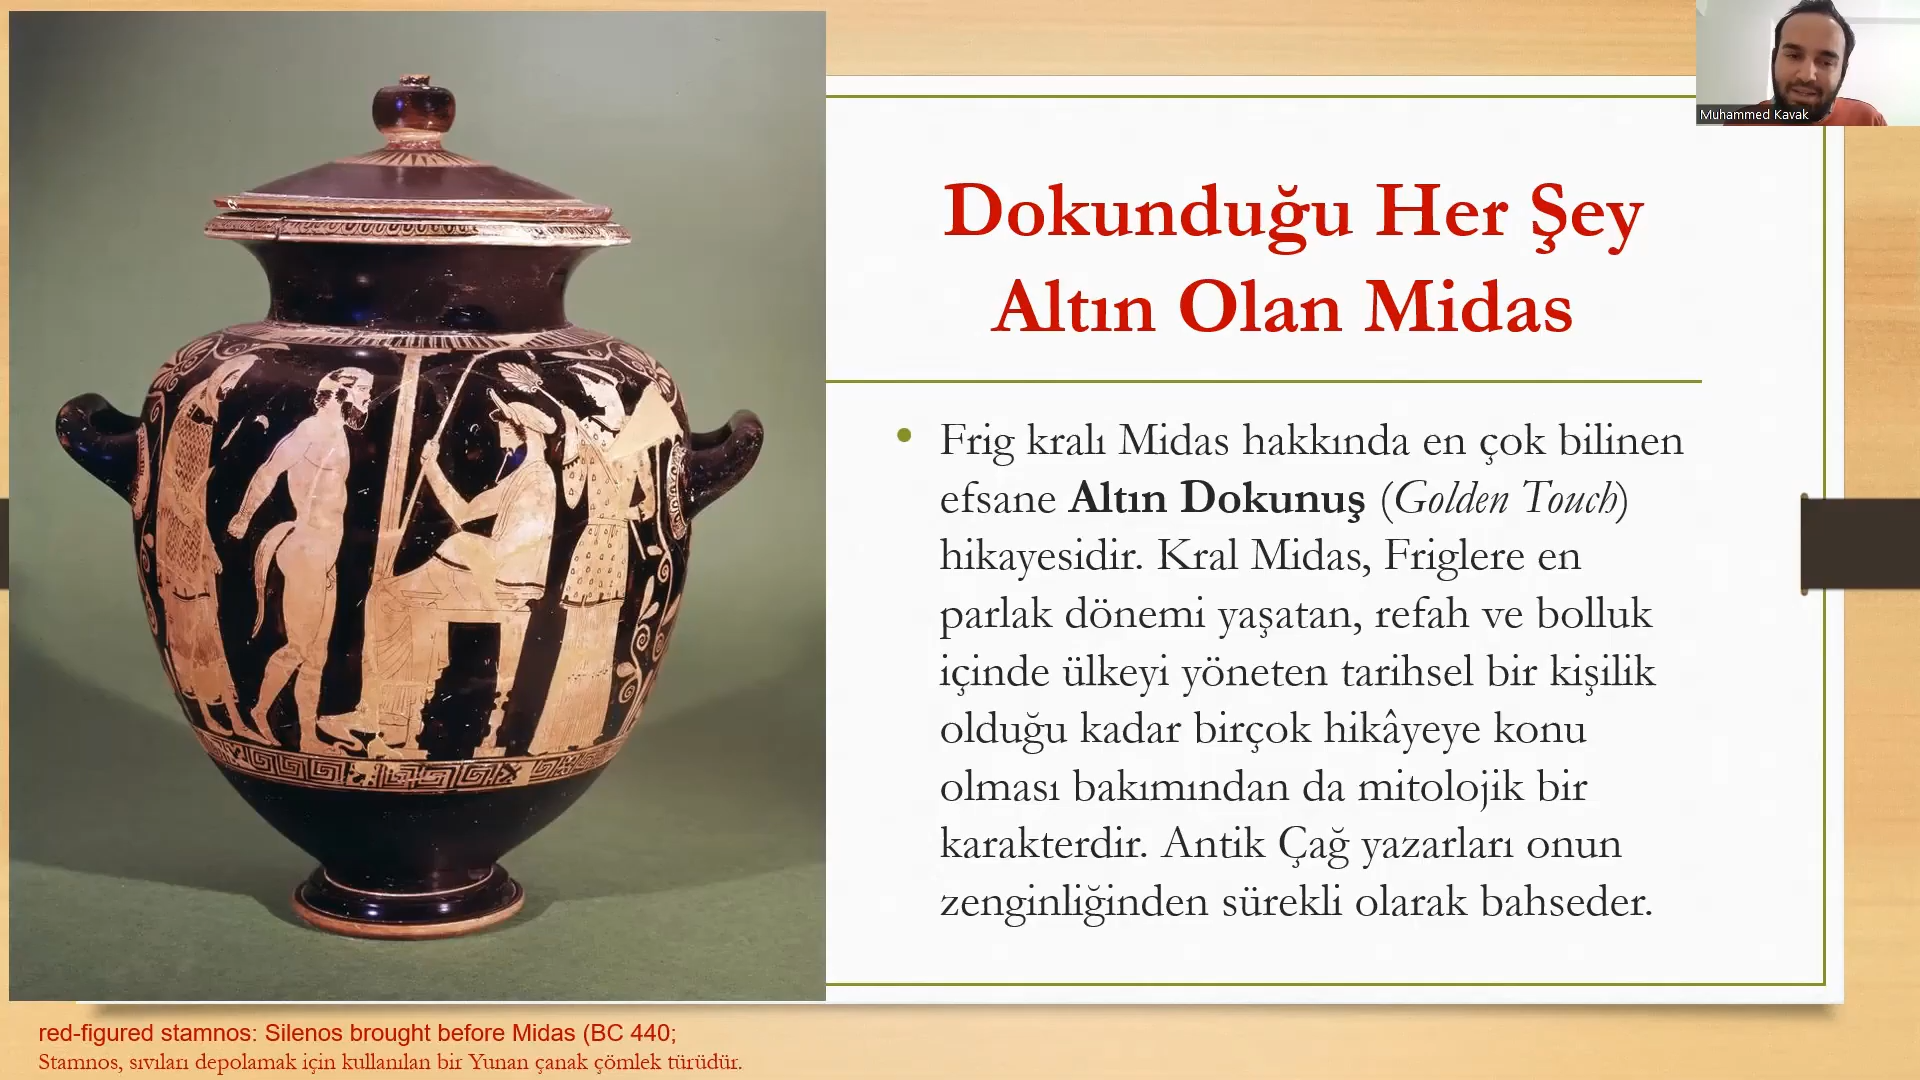 Muhammed Kavak
Dokunduğu Her Şey
Altın Olan Midas
• Frig kralı Midas hakkında en çok bilinen
efsane Altın Dokunuş (Golden Touch)
hikayesidir. Kral Midas, Friglere en
parlak dönemi yaşatan, refah ve bolluk
içinde ülkeyi yöneten tarihsel bir kişilik
olduğu kadar birçok hikâyeye konu
olması bakımından da mitolojik bir
karakterdir. Antik Çağ yazarları onun
zenginliğinden sürekli olarak bahseder.
red-figured stamnos: Silenos brought before Midas (BC 440;
Stamnos, sıvıları depolamak için kullanılan bir Yunan çanak çömlek türüdür.